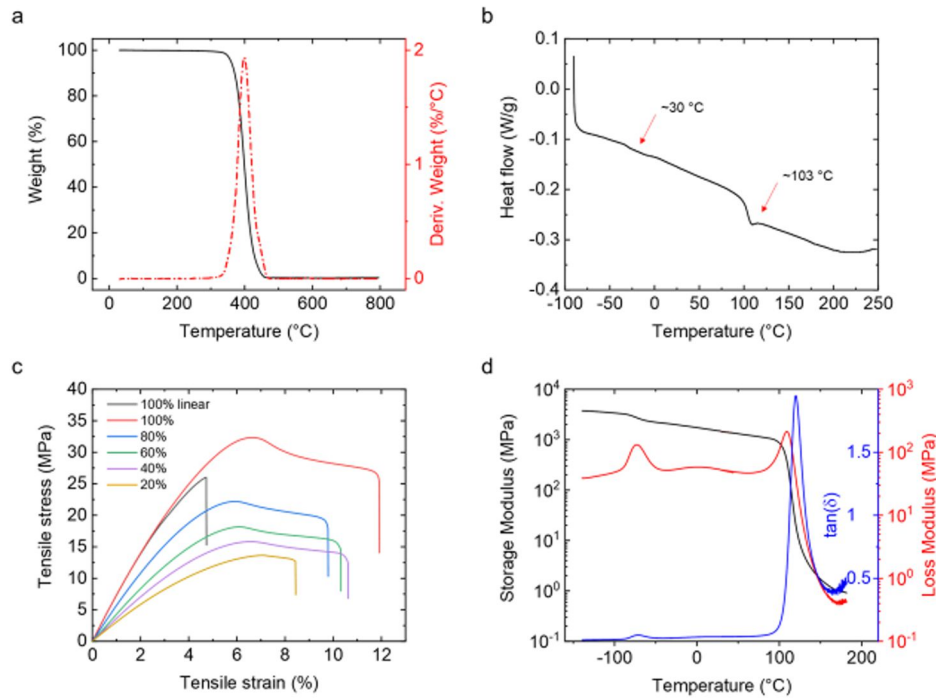 a
100
80
60
40
20
0
Weight (%)
2
1
0
Deriv. Weight (%/°C)
0 200 400 600 800
Temperature (°C)
b
0.1
0.0
-0.1
-0.2
-0.3
-0.4
Heat flow (W/g)
~30 °C
~103 °C
-100 -50 0 50 100 150 200 250
Temperature (°C)
c
40
35
30
25
20
15
10
5
0
Tensile stress (MPa)
100% linear
100%
80%
60%
40%
20%
0 2 4 6 8 10 12
Tensile strain (%)
d
10⁴
10³
10²
10¹
10⁰
10⁻¹
Storage Modulus (MPa)
1.5
1
0.5
tan(δ)
10³
10²
10¹
10⁰
10⁻¹
Loss Modulus (MPa)
-100 0 100 200
Temperature (°C)